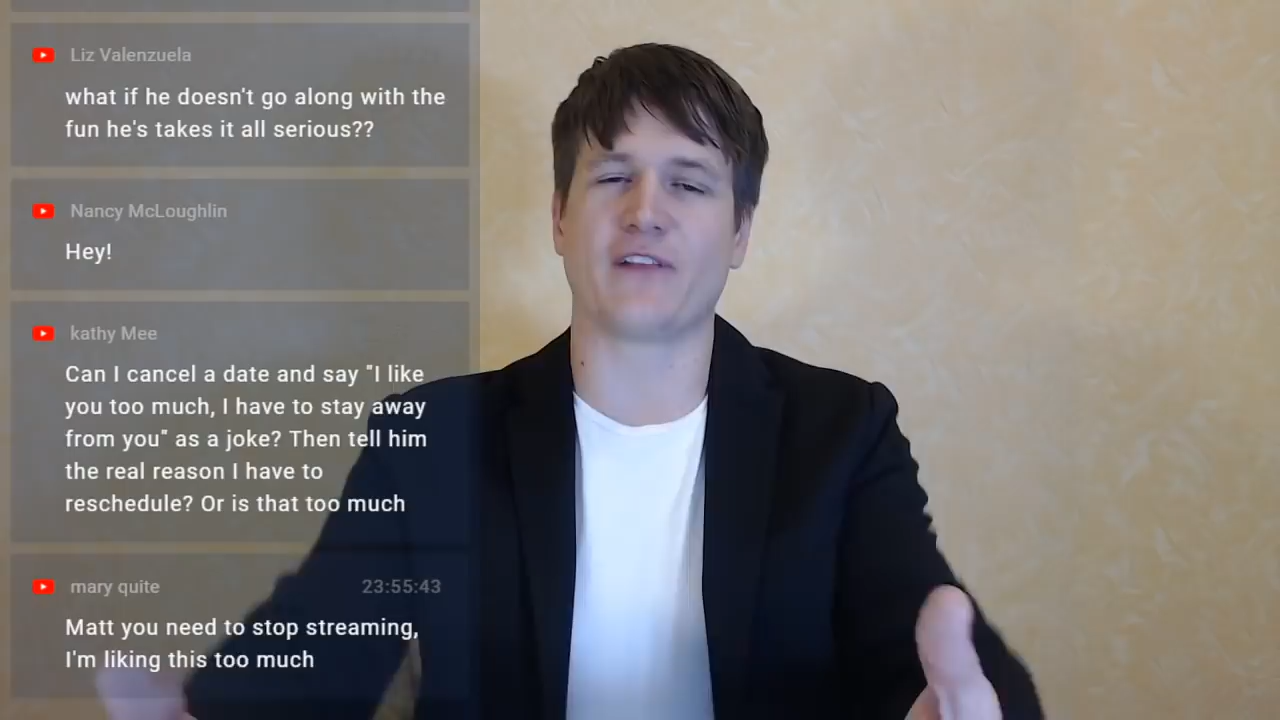 Liz Valenzuela
what if he doesn't go along with the
fun he's takes it all serious??
Nancy McLoughlin
Hey!
kathy Mee
Can I cancel a date and say "I like
you too much, I have to stay away
from you" as a joke? Then tell him
the real reason I have to
reschedule? Or is that too much
mary quite 23:55:43
Matt you need to stop streaming,
I'm liking this too much